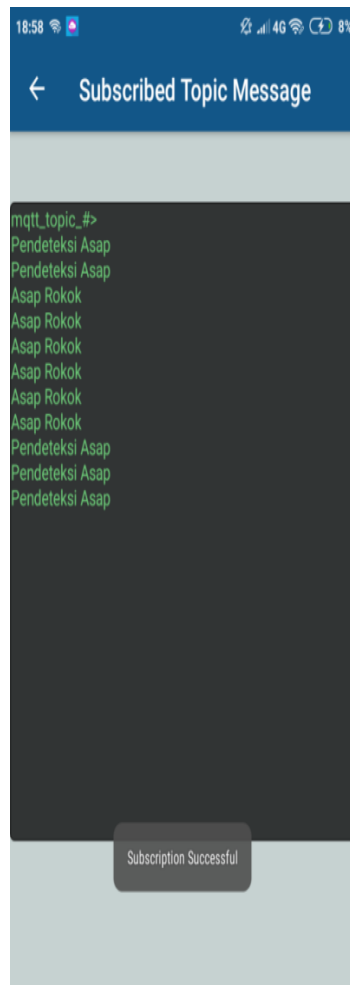 18:58 4G 8%
Subscribed Topic Message
mqtt_topic_#>
Pendeteksi Asap
Pendeteksi Asap
Asap Rokok
Asap Rokok
Asap Rokok
Asap Rokok
Asap Rokok
Asap Rokok
Pendeteksi Asap
Pendeteksi Asap
Pendeteksi Asap
Subscription Successful